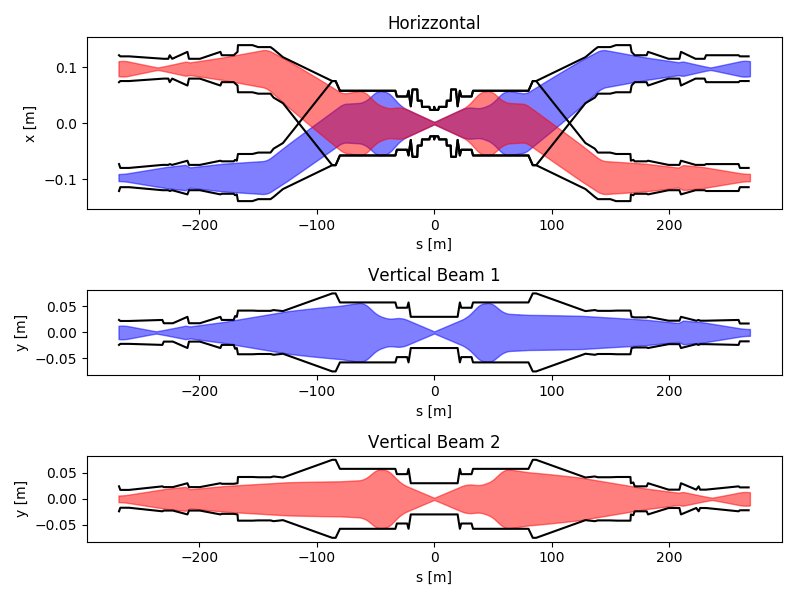 Horizzontal
x [m]
0.1
0.0
−0.1
−200 −100 0 100 200
s [m]
Vertical Beam 1
y [m]
0.05
0.00
−0.05
−200 −100 0 100 200
s [m]
Vertical Beam 2
y [m]
0.05
0.00
−0.05
−200 −100 0 100 200
s [m]